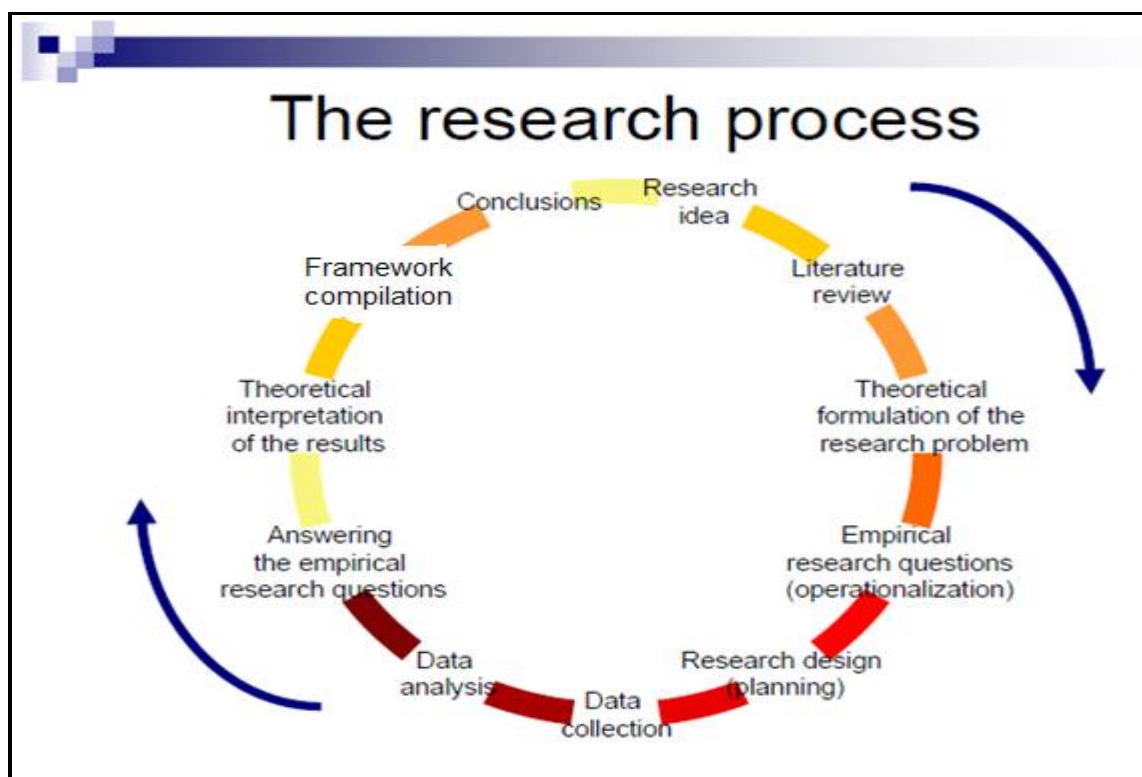 The research process
Research
idea
Literature
review
Theoretical
formulation of the
research problem
Empirical
research questions
(operationalization)
Research design
(planning)
Data
collection
Data
analysis
Answering
the empirical
research questions
Theoretical
interpretation
of the results
Framework
compilation
Conclusions